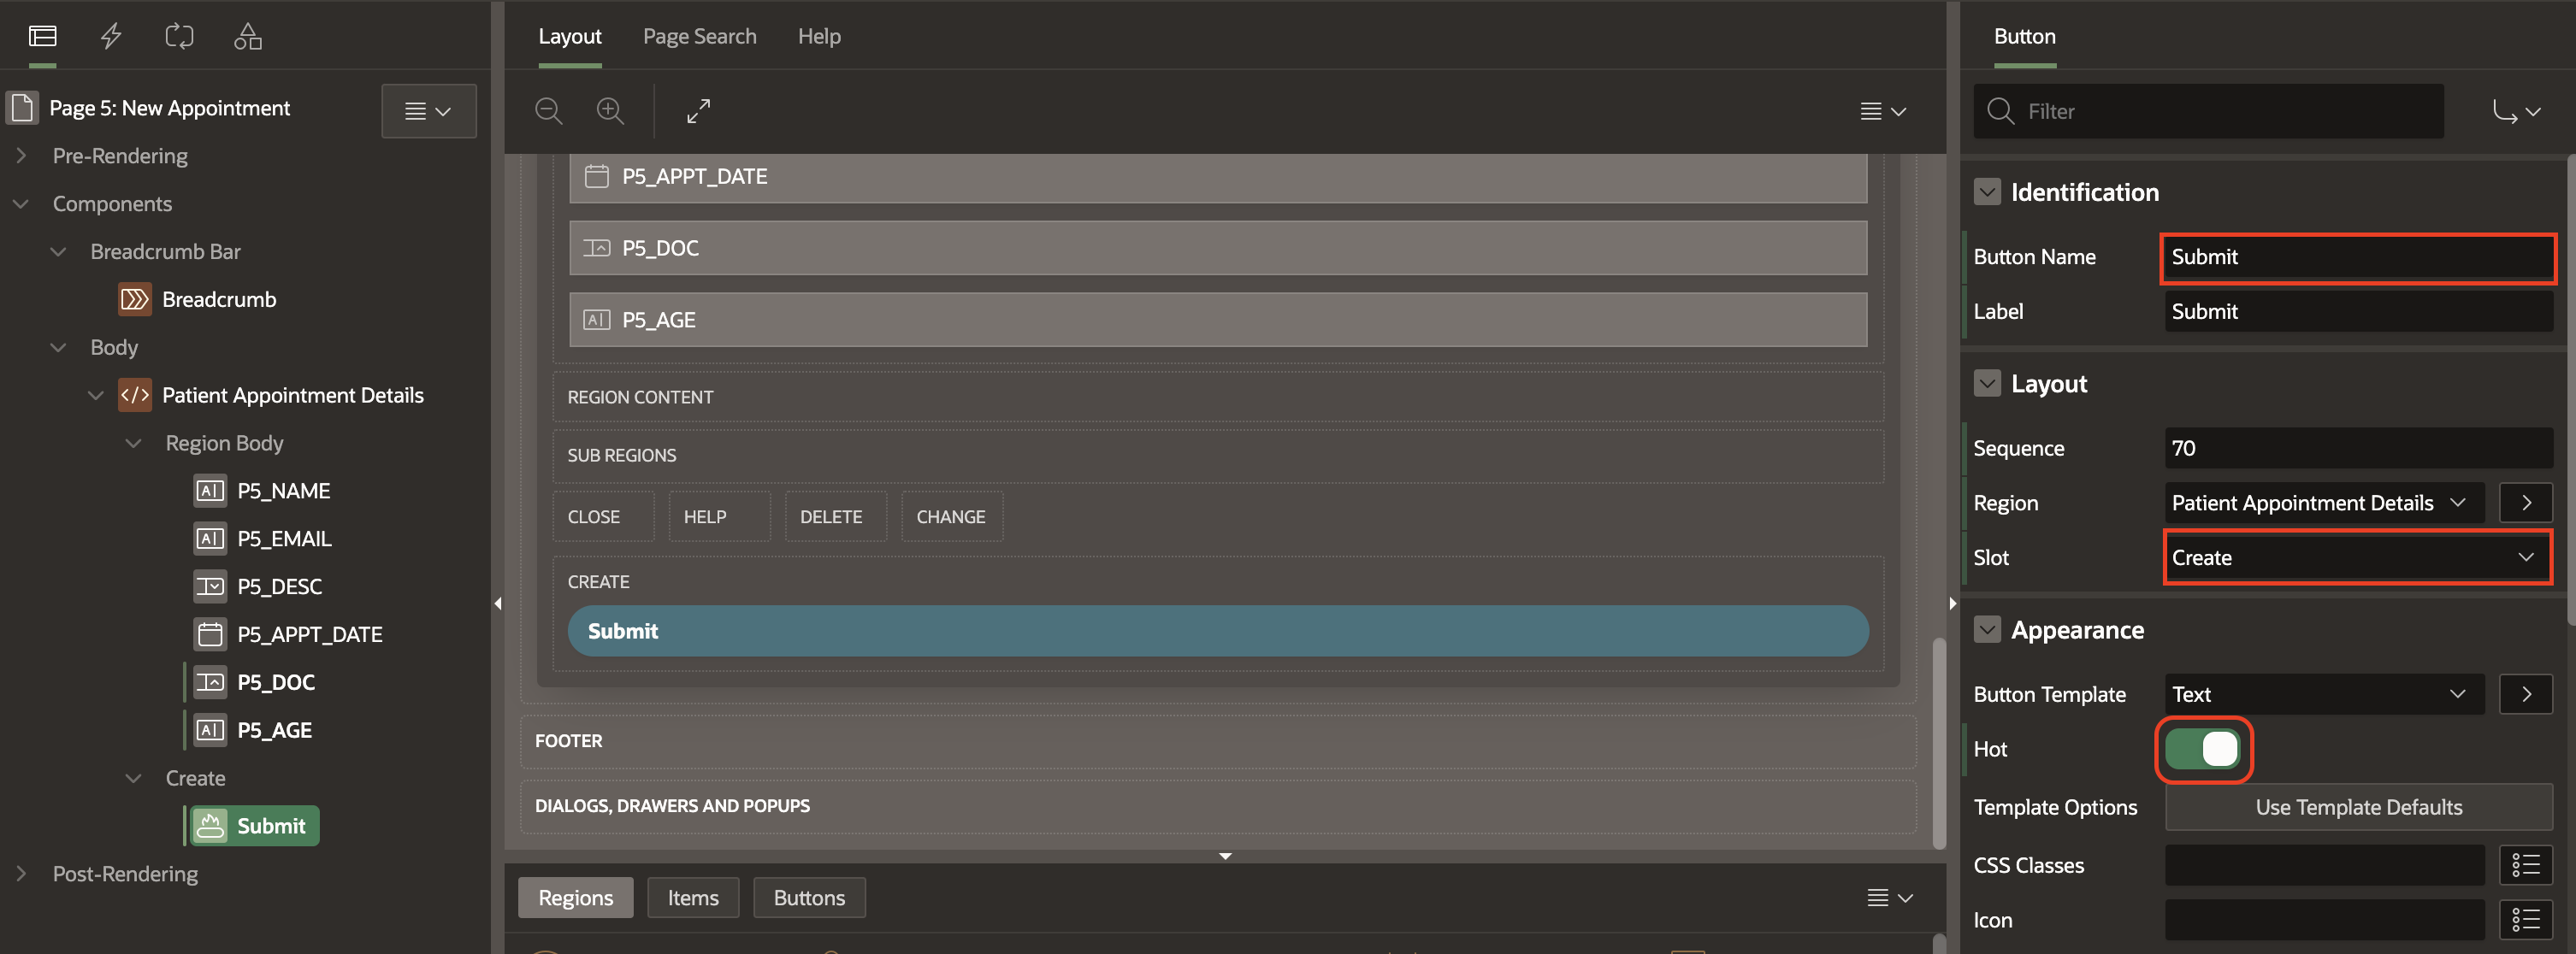 Page 5: New Appointment
Pre-Rendering
Components
Breadcrumb Bar
Breadcrumb
Body
Patient Appointment Details
Region Body
P5_NAME
P5_EMAIL
P5_DESC
P5_APPT_DATE
P5_DOC
P5_AGE
Create
Submit
Post-Rendering
Layout Page Search Help
P5_APPT_DATE
P5_DOC
P5_AGE
REGION CONTENT
SUB REGIONS
CLOSE HELP DELETE CHANGE
CREATE
Submit
FOOTER
DIALOGS, DRAWERS AND POPUPS
Regions Items Buttons
Button
Filter
Identification
Button Name Submit
Label Submit
Layout
Sequence 70
Region Patient Appointment Details
Slot Create
Appearance
Button Template Text
Hot
Template Options Use Template Defaults
CSS Classes
Icon